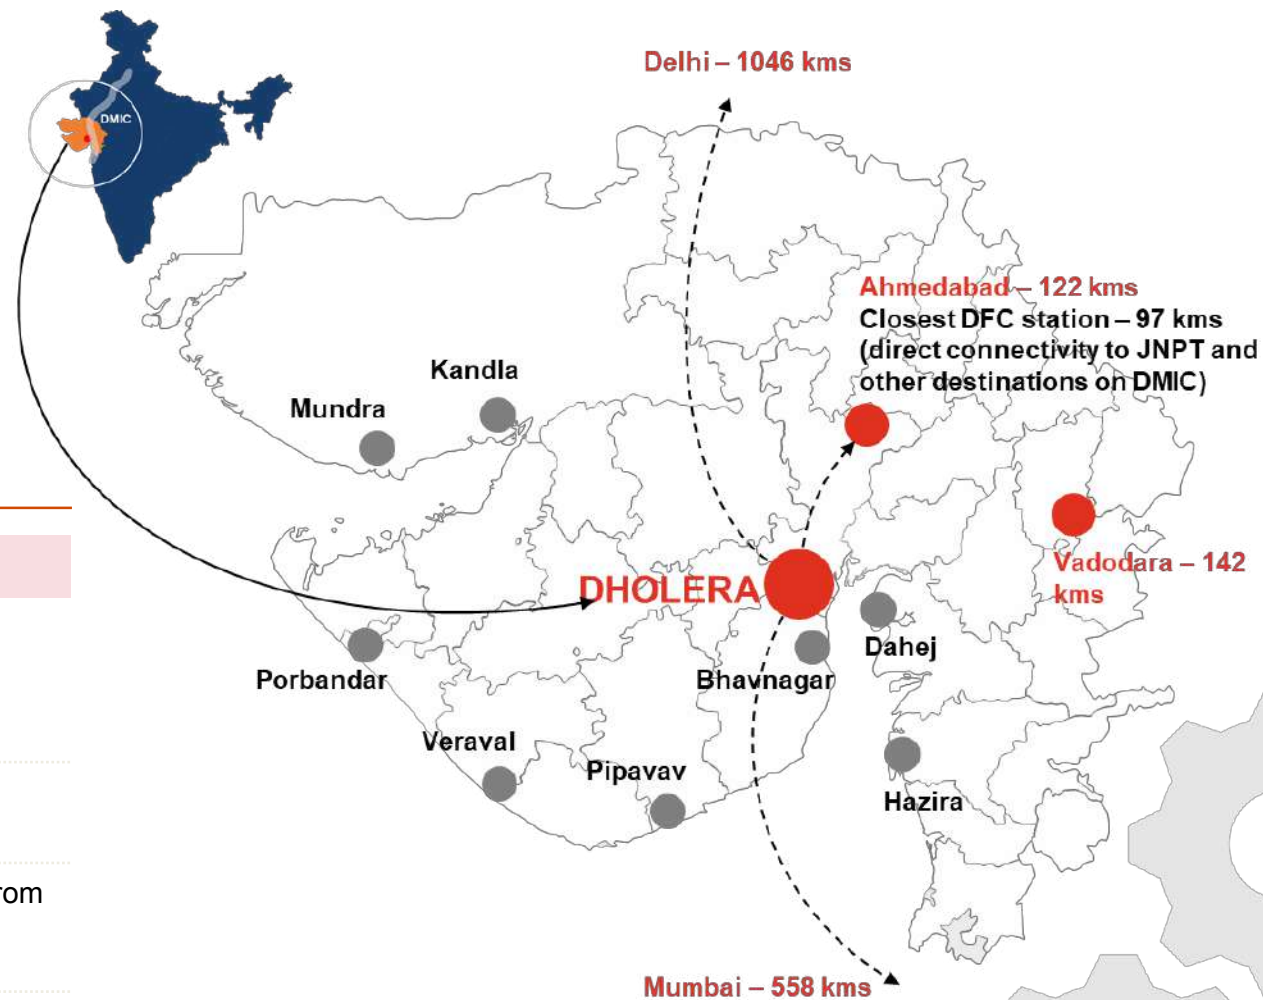 Delhi – 1046 kms
DMIC
Ahmedabad – 122 kms
Closest DFC station – 97 kms
(direct connectivity to JNPT and
other destinations on DMIC)
Kandla
Mundra
Vadodara – 142
kms
DHOLERA
Dahej
Porbandar
Bhavnagar
Veraval
Pipavav
Hazira
rom
Mumbai – 558 kms